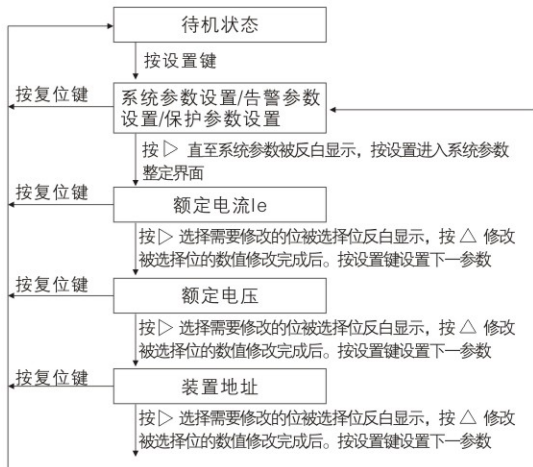 待机状态
按设置键
按复位键
系统参数设置/告警参数
设置/保护参数设置
按 ▷ 直至系统参数被反白显示，按设置进入系统参数
整定界面
按复位键
额定电流Ie
按 ▷ 选择需要修改的位被选择位反白显示，按 △ 修改
被选择位的数值修改完成后。按设置键设置下一参数
按复位键
额定电压
按 ▷ 选择需要修改的位被选择位反白显示，按 △ 修改
被选择位的数值修改完成后。按设置键设置下一参数
按复位键
装置地址
按 ▷ 选择需要修改的位被选择位反白显示，按 △ 修改
被选择位的数值修改完成后。按设置键设置下一参数